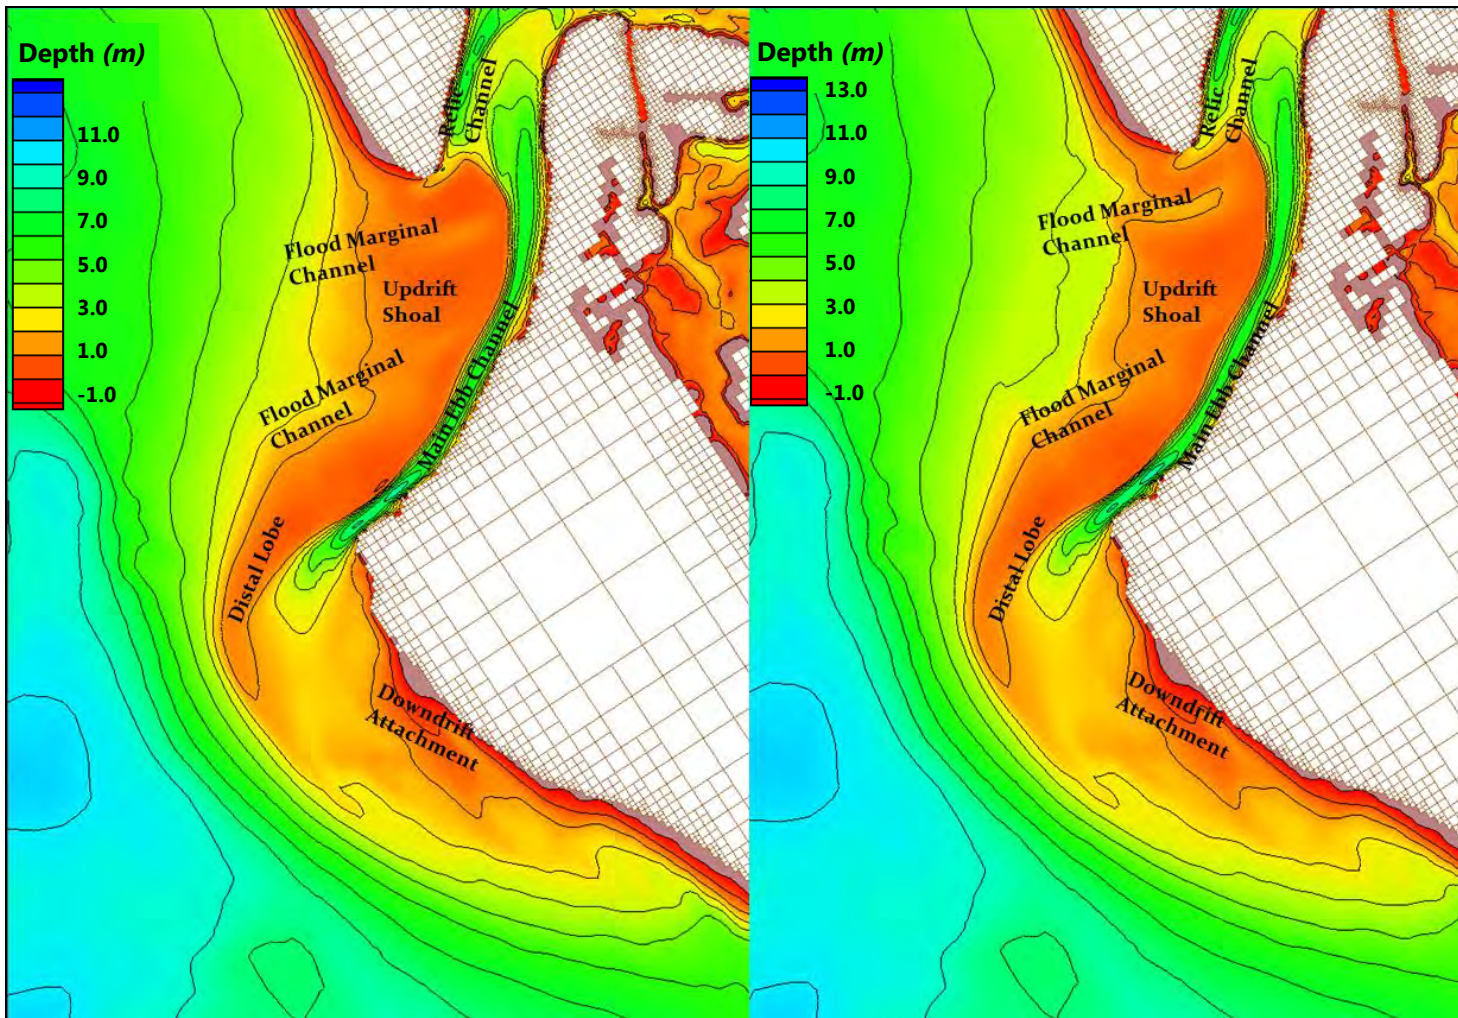 Depth (m)
11.0
9.0
7.0
5.0
3.0
1.0
-1.0
Relic
Channel
Flood Marginal
Channel
Updrift
Shoal
Flood Marginal
Channel
Main Ebb Channel
Distal Lobe
Downdrift
Attachment
Depth (m)
13.0
11.0
9.0
7.0
5.0
3.0
1.0
-1.0
Relic
Channel
Flood Marginal
Channel
Updrift
Shoal
Flood Marginal
Channel
Main Ebb Channel
Distal Lobe
Downdrift
Attachment